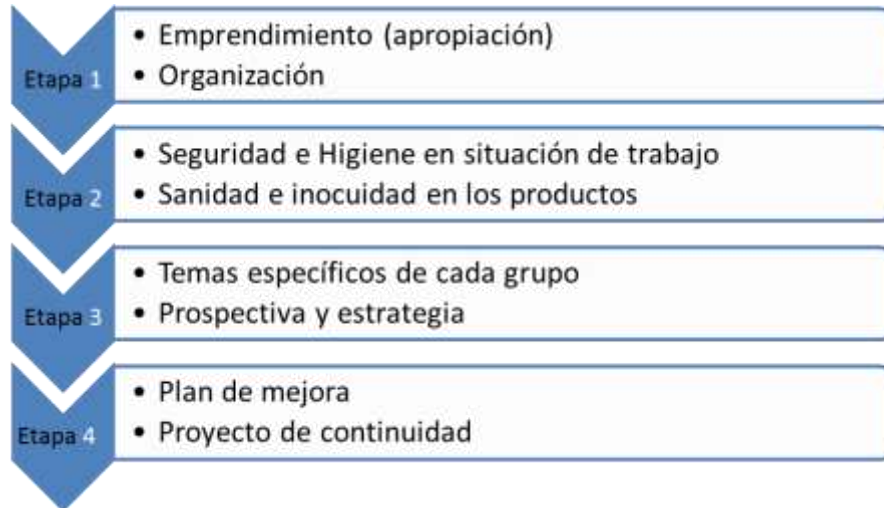 Etapa 1
• Emprendimiento (apropiación)
• Organización
Etapa 2
• Seguridad e Higiene en situación de trabajo
• Sanidad e inocuidad en los productos
Etapa 3
• Temas específicos de cada grupo
• Prospectiva y estrategia
Etapa 4
• Plan de mejora
• Proyecto de continuidad